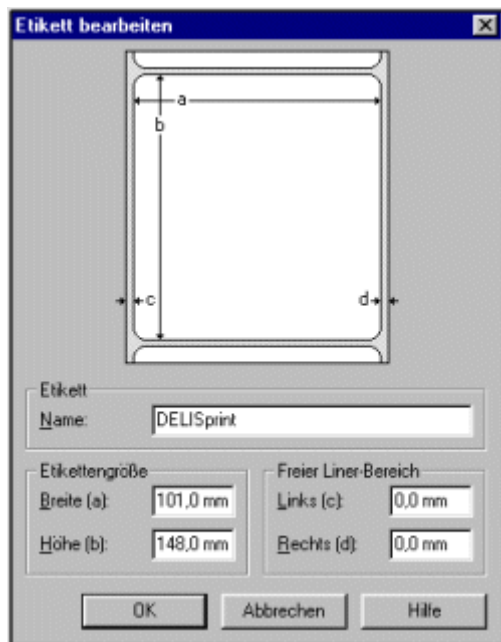 Etikett bearbeiten
a
b
c
d
Etikett
Name: DELISprint
Etikettengröße
Breite (a): 101,0 mm
Höhe (b): 148,0 mm
Freier Liner-Bereich
Links (c): 0,0 mm
Rechts (d): 0,0 mm
OK Abbrechen Hilfe